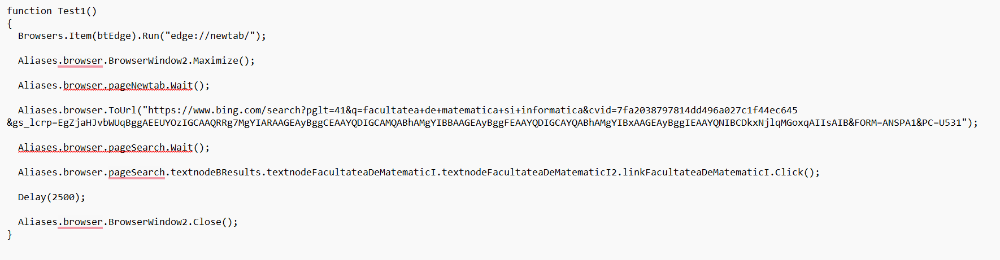 function Test1()
{
  Browsers.Item(btEdge).Run("edge://newtab/");
  Aliases.browser.BrowserWindow2.Maximize();
  Aliases.browser.pageNewtab.Wait();
  Aliases.browser.ToUrl("https://www.bing.com/search?pglt=41&q=facultatea+de+matematica+si+informatica&cvid=7fa2038797814dd496a027c1f44ec645
&gs_lcrp=EgZjaHJvbWUqBggAEEUYOzIGCAAQRRg7MgYIARAAGEAyBggCEAAYQDIGCAMQABhAMgYIBBAAGEAyBggFEAAYQDIGCAYQABhAMgYIBxAAGEAyBggIEAAYQNIBCDkxNjlqMGoxqAIIsAIB&FORM=ANSPA1&PC=U531");
  Aliases.browser.pageSearch.Wait();
  Aliases.browser.pageSearch.textnodeBResults.textnodeFacultateaDeMatematicI.textnodeFacultateaDeMatematicI2.linkFacultateaDeMatematicI.Click();
  Delay(2500);
  Aliases.browser.BrowserWindow2.Close();
}